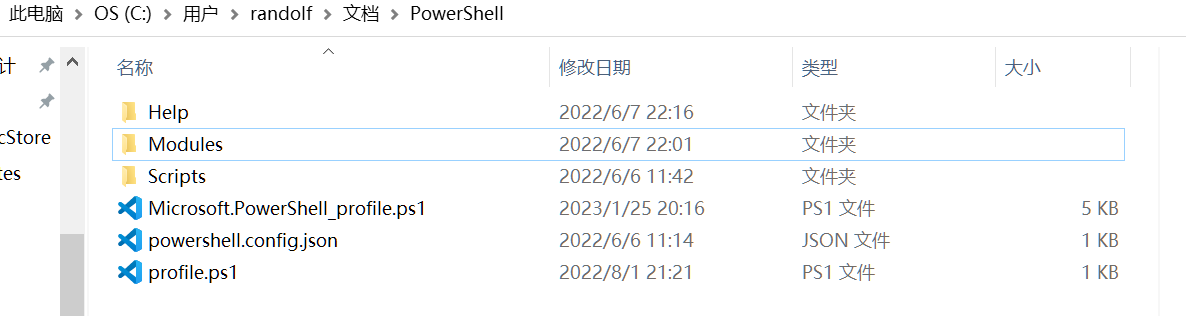 此电脑 > OS (C:) > 用户 > randolf > 文档 > PowerShell
名称 修改日期 类型 大小
计
cStore
tes
Help 2022/6/7 22:16 文件夹
Modules 2022/6/7 22:01 文件夹
Scripts 2022/6/6 11:42 文件夹
Microsoft.PowerShell_profile.ps1 2023/1/25 20:16 PS1 文件 5 KB
powershell.config.json 2022/6/6 11:14 JSON 文件 1 KB
profile.ps1 2022/8/1 21:21 PS1 文件 1 KB